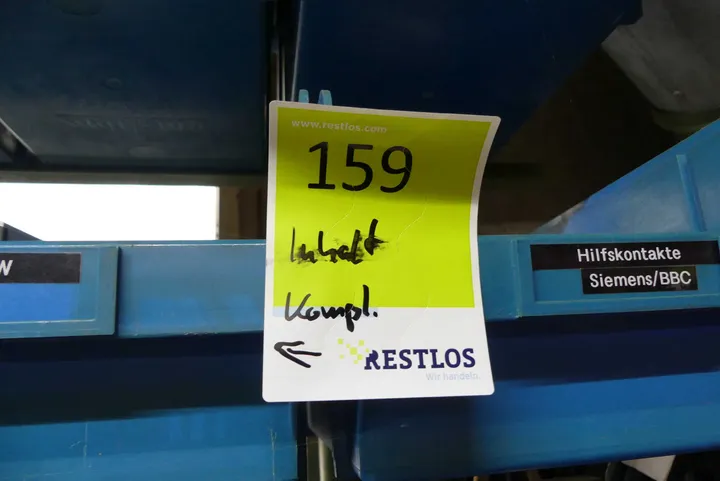 www.restlos.com
159
Inhalt
Kompl.
←
RESTLOS
Wir handeln.
W
Hilfskontakte
Siemens/BBC